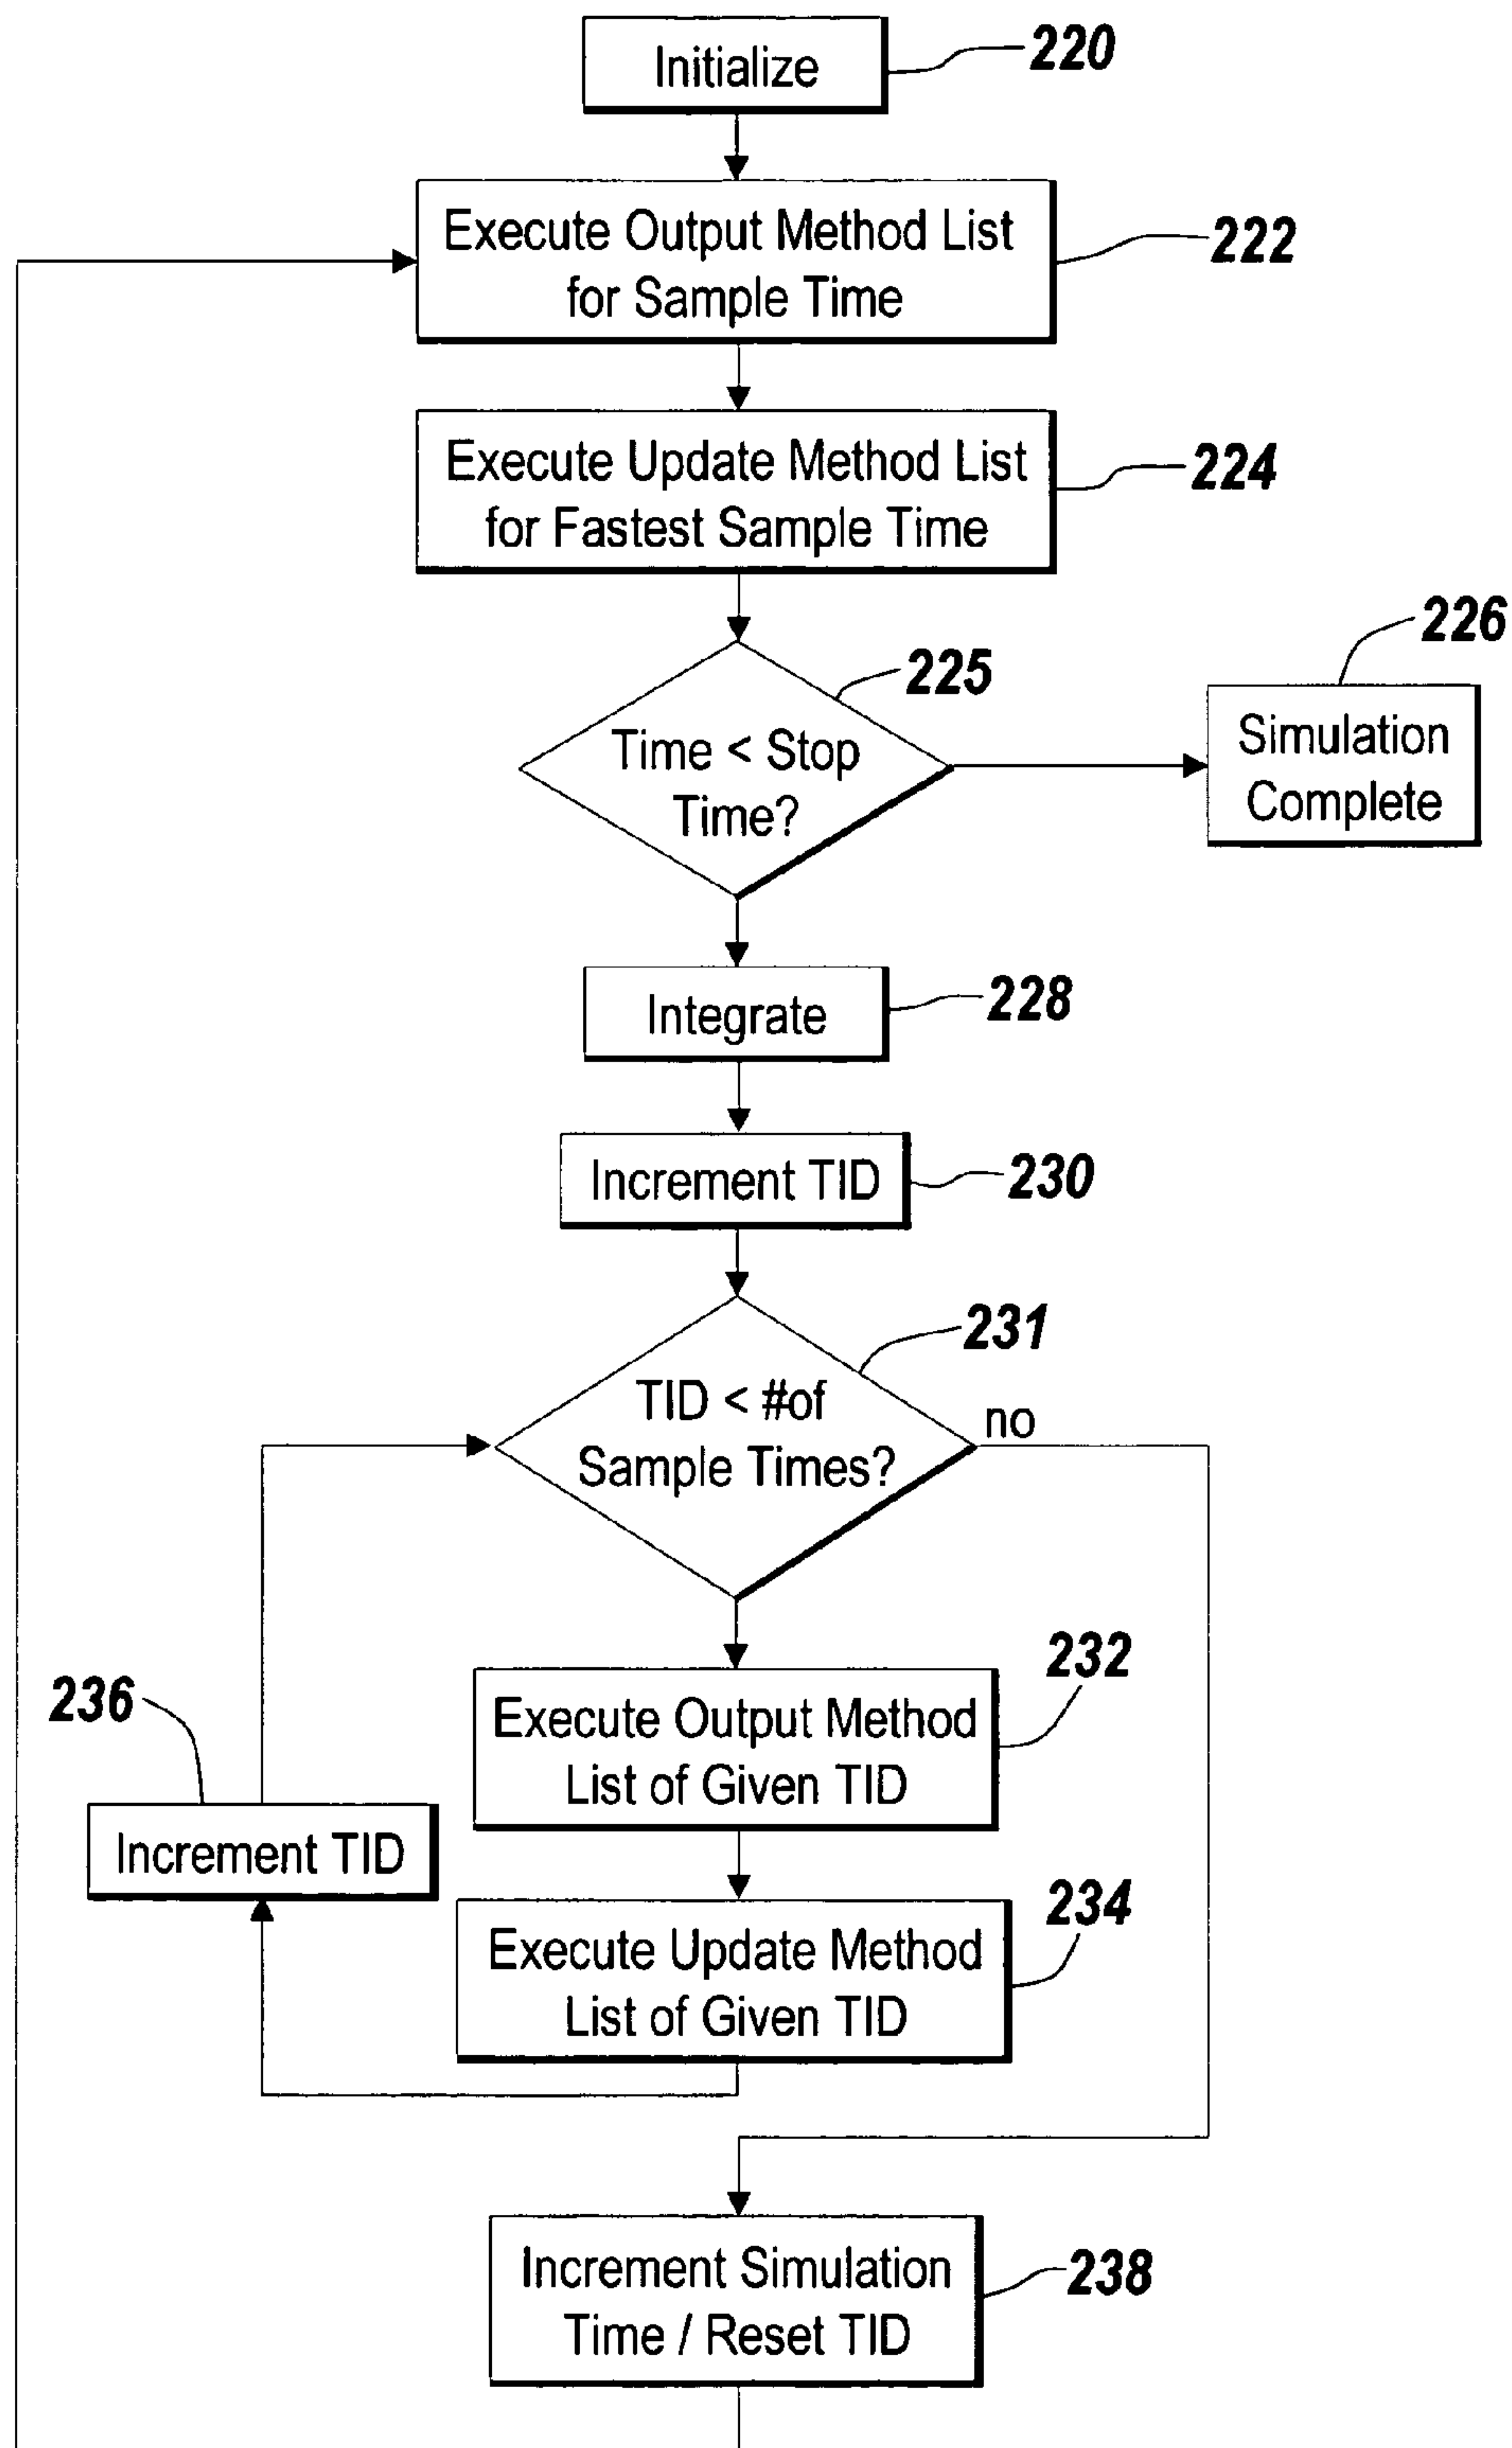 Initialize
220
Execute Output Method List
for Sample Time
222
Execute Update Method List
for Fastest Sample Time
224
225
Time < Stop
Time?
226
Simulation
Complete
Integrate
228
Increment TID
230
231
TID < #of
Sample Times?
no
232
Execute Output Method
List of Given TID
236
Increment TID
234
Execute Update Method
List of Given TID
Increment Simulation
Time / Reset TID
238